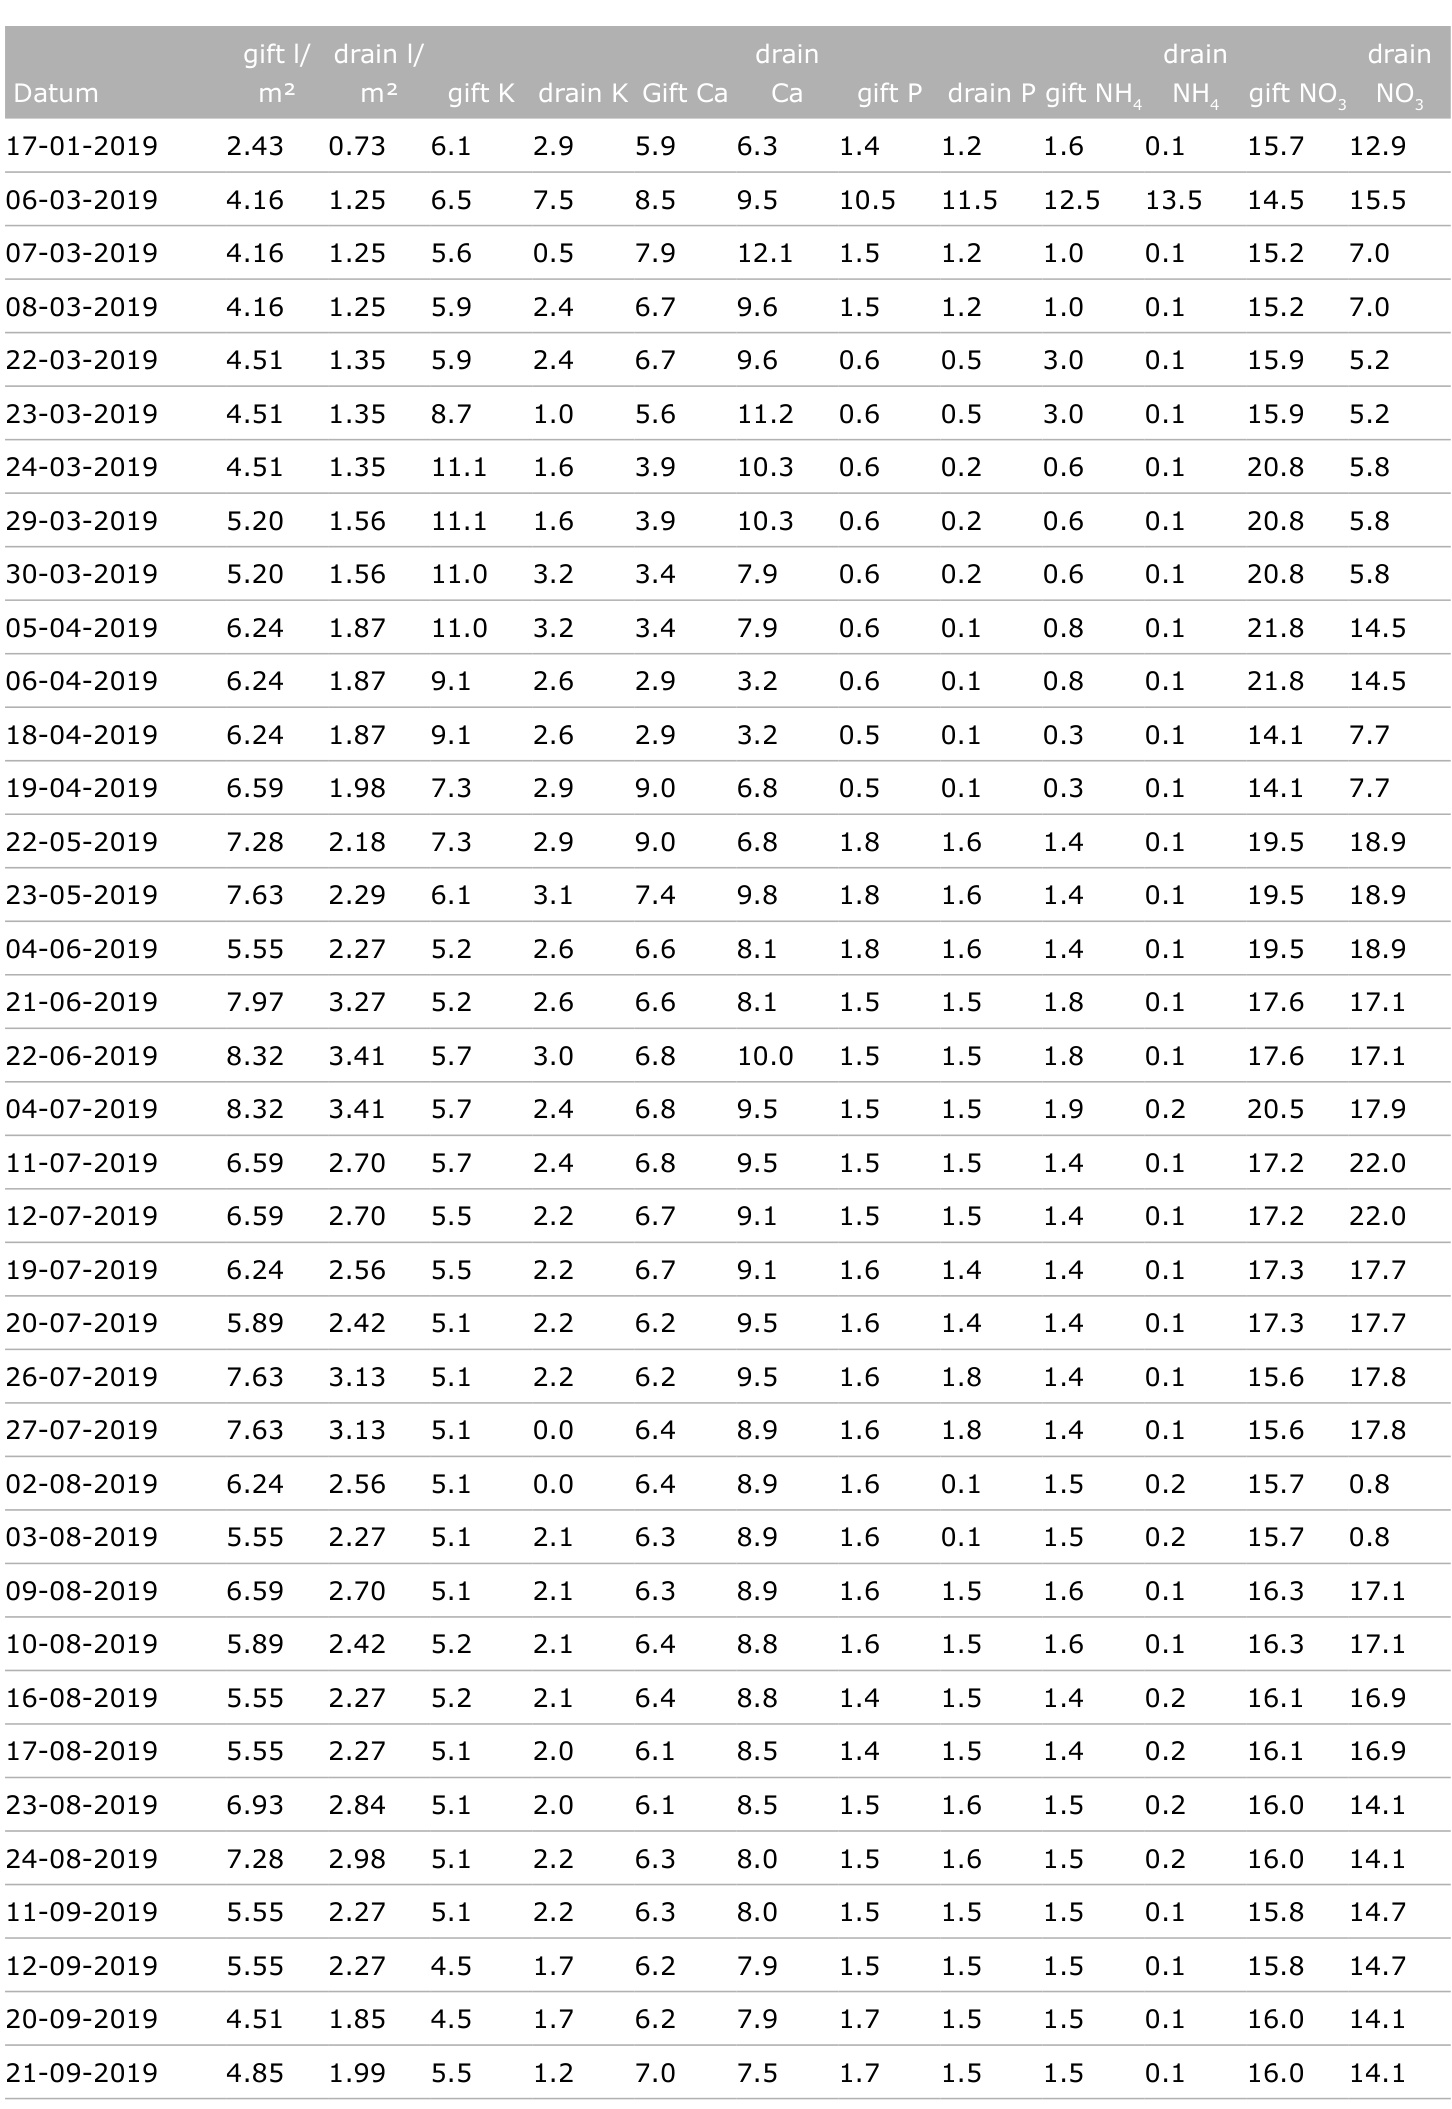 Datum gift l/m² drain l/m² gift K drain K Gift Ca drain Ca gift P drain P gift NH₄ drain NH₄ gift NO₃ drain NO₃
17-01-2019 2.43 0.73 6.1 2.9 5.9 6.3 1.4 1.2 1.6 0.1 15.7 12.9
06-03-2019 4.16 1.25 6.5 7.5 8.5 9.5 10.5 11.5 12.5 13.5 14.5 15.5
07-03-2019 4.16 1.25 5.6 0.5 7.9 12.1 1.5 1.2 1.0 0.1 15.2 7.0
08-03-2019 4.16 1.25 5.9 2.4 6.7 9.6 1.5 1.2 1.0 0.1 15.2 7.0
22-03-2019 4.51 1.35 5.9 2.4 6.7 9.6 0.6 0.5 3.0 0.1 15.9 5.2
23-03-2019 4.51 1.35 8.7 1.0 5.6 11.2 0.6 0.5 3.0 0.1 15.9 5.2
24-03-2019 4.51 1.35 11.1 1.6 3.9 10.3 0.6 0.2 0.6 0.1 20.8 5.8
29-03-2019 5.20 1.56 11.1 1.6 3.9 10.3 0.6 0.2 0.6 0.1 20.8 5.8
30-03-2019 5.20 1.56 11.0 3.2 3.4 7.9 0.6 0.2 0.6 0.1 20.8 5.8
05-04-2019 6.24 1.87 11.0 3.2 3.4 7.9 0.6 0.1 0.8 0.1 21.8 14.5
06-04-2019 6.24 1.87 9.1 2.6 2.9 3.2 0.6 0.1 0.8 0.1 21.8 14.5
18-04-2019 6.24 1.87 9.1 2.6 2.9 3.2 0.5 0.1 0.3 0.1 14.1 7.7
19-04-2019 6.59 1.98 7.3 2.9 9.0 6.8 0.5 0.1 0.3 0.1 14.1 7.7
22-05-2019 7.28 2.18 7.3 2.9 9.0 6.8 1.8 1.6 1.4 0.1 19.5 18.9
23-05-2019 7.63 2.29 6.1 3.1 7.4 9.8 1.8 1.6 1.4 0.1 19.5 18.9
04-06-2019 5.55 2.27 5.2 2.6 6.6 8.1 1.8 1.6 1.4 0.1 19.5 18.9
21-06-2019 7.97 3.27 5.2 2.6 6.6 8.1 1.5 1.5 1.8 0.1 17.6 17.1
22-06-2019 8.32 3.41 5.7 3.0 6.8 10.0 1.5 1.5 1.8 0.1 17.6 17.1
04-07-2019 8.32 3.41 5.7 2.4 6.8 9.5 1.5 1.5 1.9 0.2 20.5 17.9
11-07-2019 6.59 2.70 5.7 2.4 6.8 9.5 1.5 1.5 1.4 0.1 17.2 22.0
12-07-2019 6.59 2.70 5.5 2.2 6.7 9.1 1.5 1.5 1.4 0.1 17.2 22.0
19-07-2019 6.24 2.56 5.5 2.2 6.7 9.1 1.6 1.4 1.4 0.1 17.3 17.7
20-07-2019 5.89 2.42 5.1 2.2 6.2 9.5 1.6 1.4 1.4 0.1 17.3 17.7
26-07-2019 7.63 3.13 5.1 2.2 6.2 9.5 1.6 1.8 1.4 0.1 15.6 17.8
27-07-2019 7.63 3.13 5.1 0.0 6.4 8.9 1.6 1.8 1.4 0.1 15.6 17.8
02-08-2019 6.24 2.56 5.1 0.0 6.4 8.9 1.6 0.1 1.5 0.2 15.7 0.8
03-08-2019 5.55 2.27 5.1 2.1 6.3 8.9 1.6 0.1 1.5 0.2 15.7 0.8
09-08-2019 6.59 2.70 5.1 2.1 6.3 8.9 1.6 1.5 1.6 0.1 16.3 17.1
10-08-2019 5.89 2.42 5.2 2.1 6.4 8.8 1.6 1.5 1.6 0.1 16.3 17.1
16-08-2019 5.55 2.27 5.2 2.1 6.4 8.8 1.4 1.5 1.4 0.2 16.1 16.9
17-08-2019 5.55 2.27 5.1 2.0 6.1 8.5 1.4 1.5 1.4 0.2 16.1 16.9
23-08-2019 6.93 2.84 5.1 2.0 6.1 8.5 1.5 1.6 1.5 0.2 16.0 14.1
24-08-2019 7.28 2.98 5.1 2.2 6.3 8.0 1.5 1.6 1.5 0.2 16.0 14.1
11-09-2019 5.55 2.27 5.1 2.2 6.3 8.0 1.5 1.5 1.5 0.1 15.8 14.7
12-09-2019 5.55 2.27 4.5 1.7 6.2 7.9 1.5 1.5 1.5 0.1 15.8 14.7
20-09-2019 4.51 1.85 4.5 1.7 6.2 7.9 1.7 1.5 1.5 0.1 16.0 14.1
21-09-2019 4.85 1.99 5.5 1.2 7.0 7.5 1.7 1.5 1.5 0.1 16.0 14.1